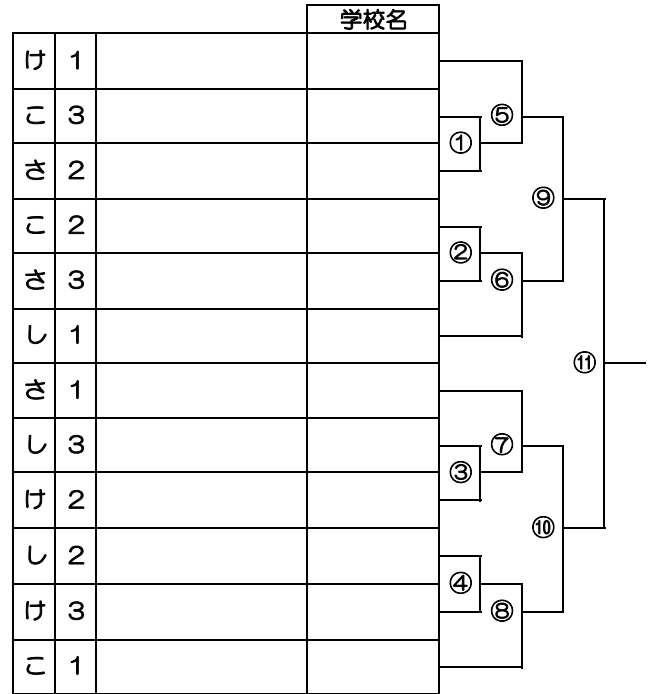 学校名
け 1
こ 3
⑤
①
さ 2
⑨
こ 2
②
さ 3
⑥
し 1
⑪
さ 1
し 3
⑦
③
け 2
⑩
し 2
④
け 3
⑧
こ 1